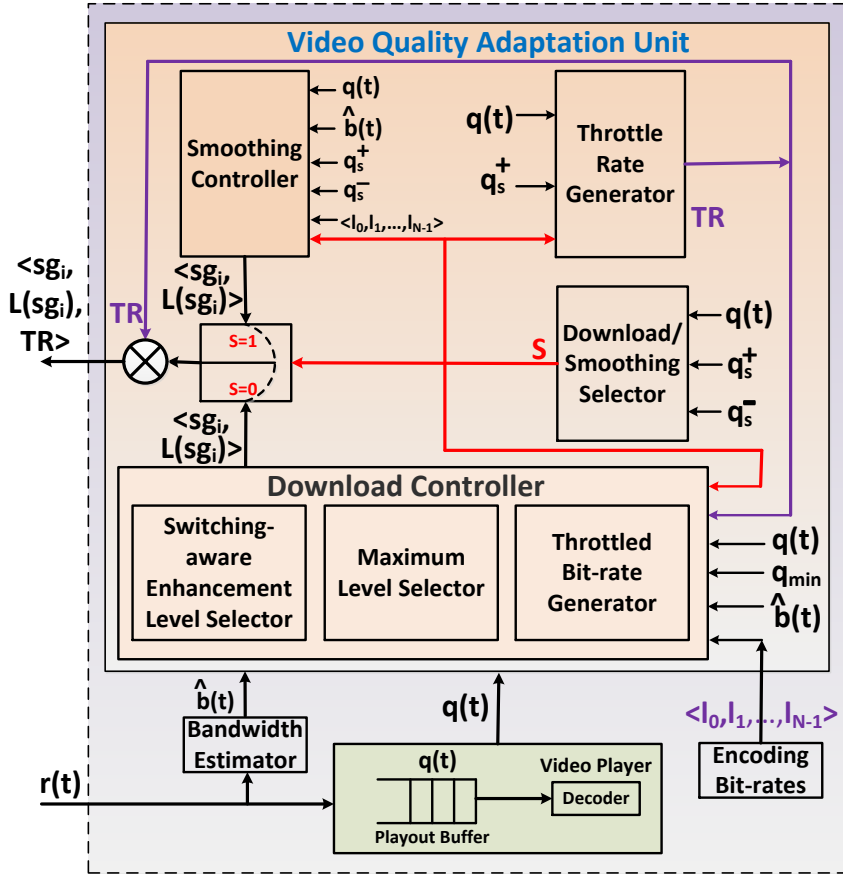 Video Quality Adaptation Unit
TR
Smoothing
Controller
q(t)
b̂(t)
q_s^+
q_s^-
<l_0,l_1,...,l_{N-1}>
q(t)
q_s^+
Throttle
Rate
Generator
TR
<sg_i,
L(sg_i),
TR>
TR
<sg_i,
L(sg_i)>
S=1
S=0
S
Download/
Smoothing
Selector
q(t)
q_s^+
q_s^-
<sg_i,
L(sg_i)>
Download Controller
Switching-
aware
Enhancement
Level Selector
Maximum
Level Selector
Throttled
Bit-rate
Generator
q(t)
q_min
b̂(t)
b̂(t)
q(t)
<l_0,l_1,...,l_{N-1}>
Bandwidth
Estimator
Encoding
Bit-rates
r(t)
q(t)
Playout Buffer
Video Player
Decoder